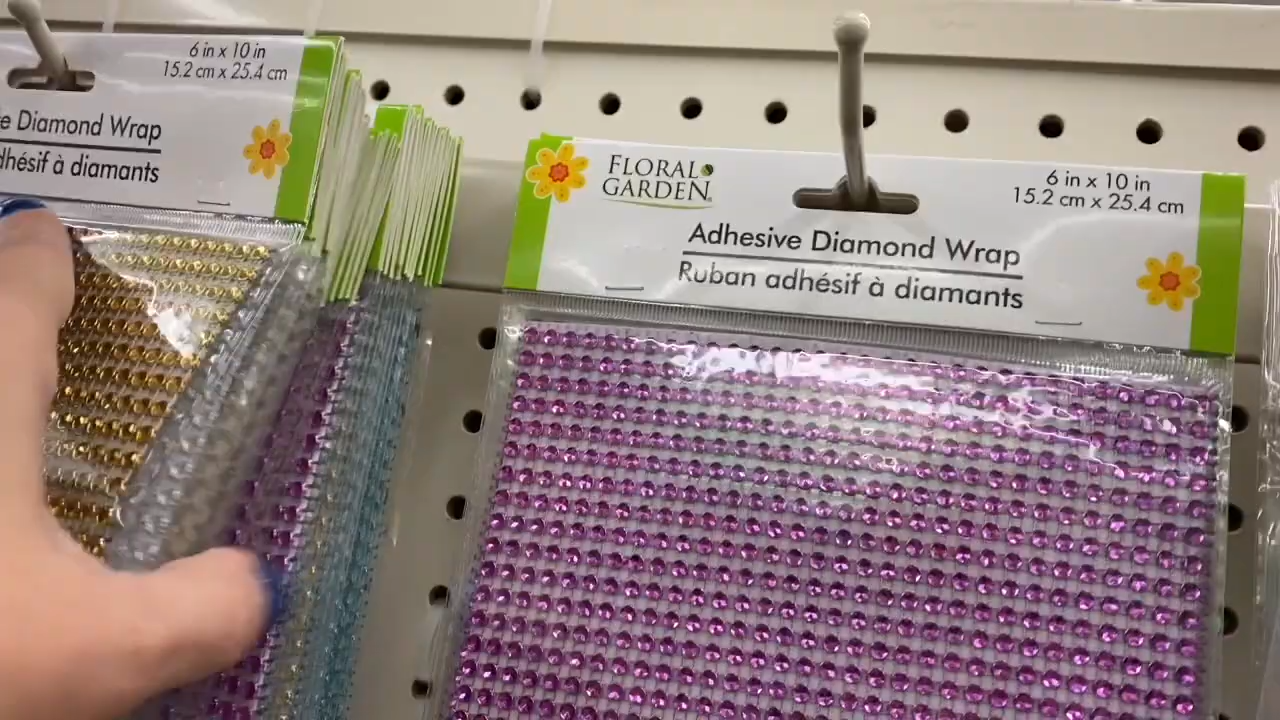 6 in x 10 in
15.2 cm x 25.4 cm
Diamond Wrap
à diamants
FLORAL
GARDEN®
6 in x 10 in
15.2 cm x 25.4 cm
Adhesive Diamond Wrap
Ruban adhésif à diamants